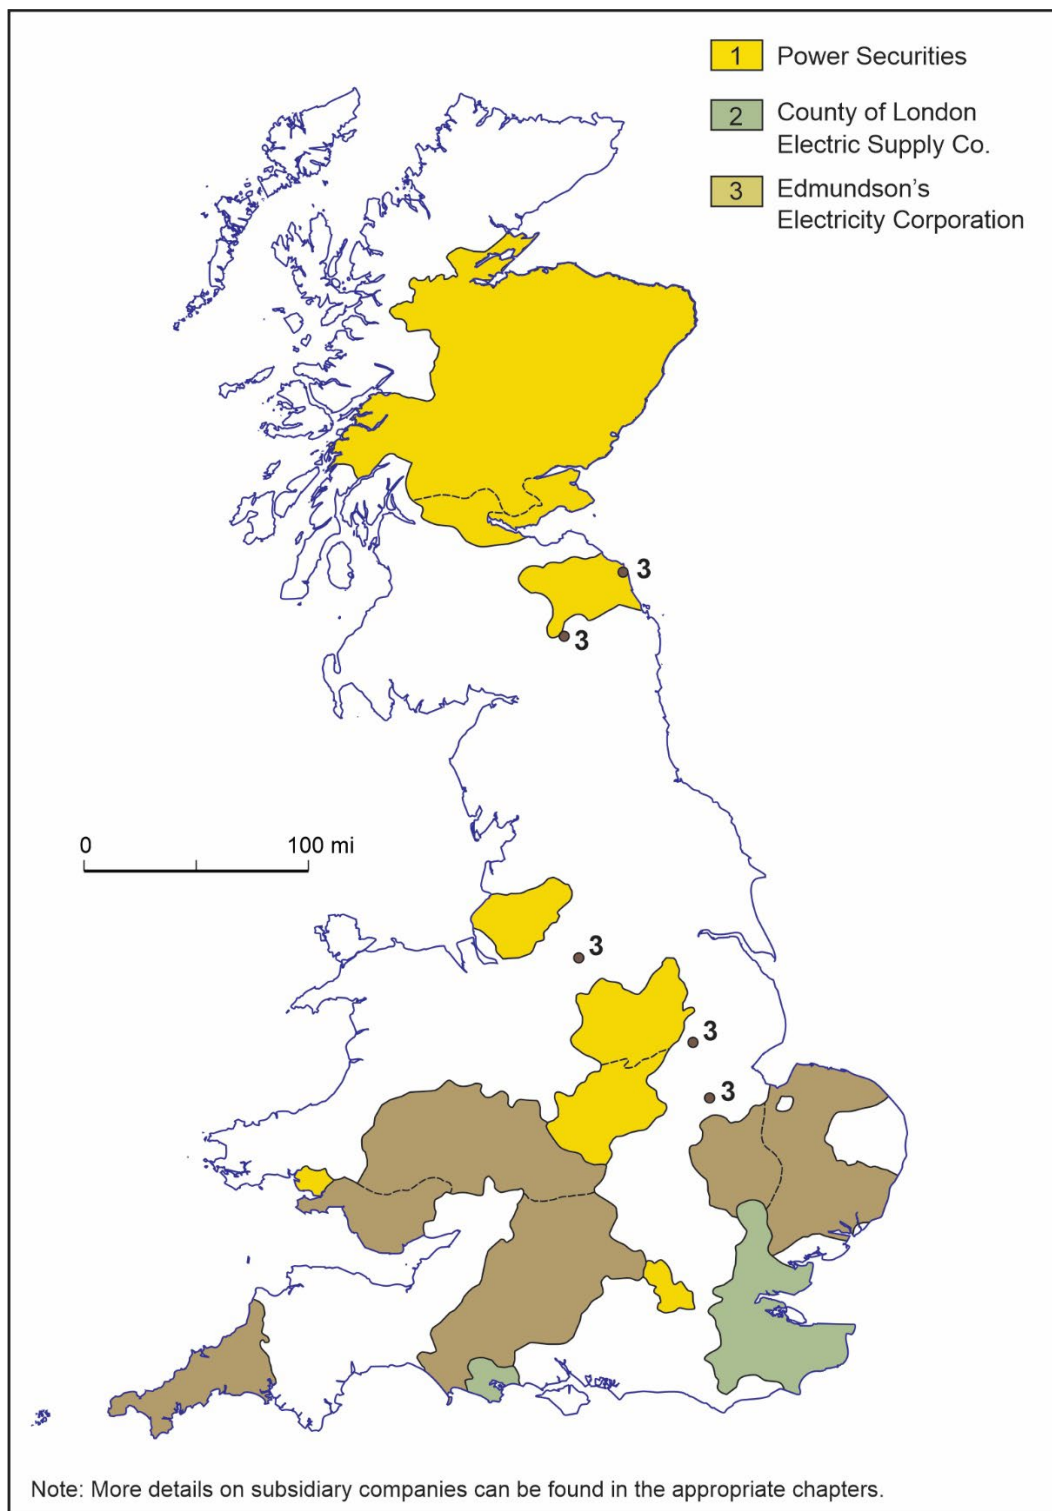 1 Power Securities
2 County of London
Electric Supply Co.
3 Edmundson's
Electricity Corporation
3
3
0 100 mi
3
3
3
Note: More details on subsidiary companies can be found in the appropriate chapters.